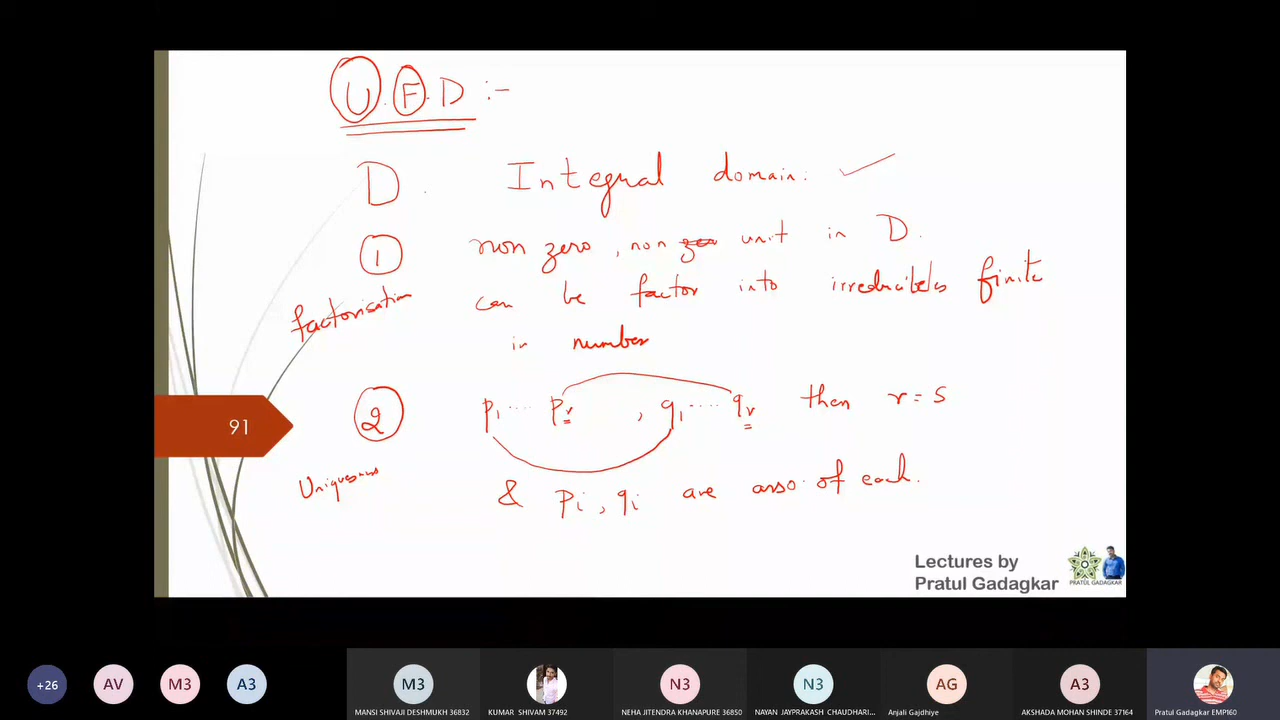 U.F.D :-
D. Integral domain.
① non zero, non unit in D.
factorisation can be factor into irreducibles finite
in number
② p1 .... pr , q1 .... qr then r = s
Uniqueness
& pi, qi are asso. of each.
91
Lectures by
Pratul Gadagkar
PRATUL GADAGKAR
+26 AV M3 A3 M3 N3 N3 AG A3
MANSI SHIVAJI DESHMUKH 36832 KUMAR SHIVAM 37492 NEHA JITENDRA KHANAPURE 36850 NAYAN JAYPRAKASH CHAUDHARI... Anjali Gajdhiye AKSHADA MOHAN SHINDE 37164 Pratul Gadagkar EMP160